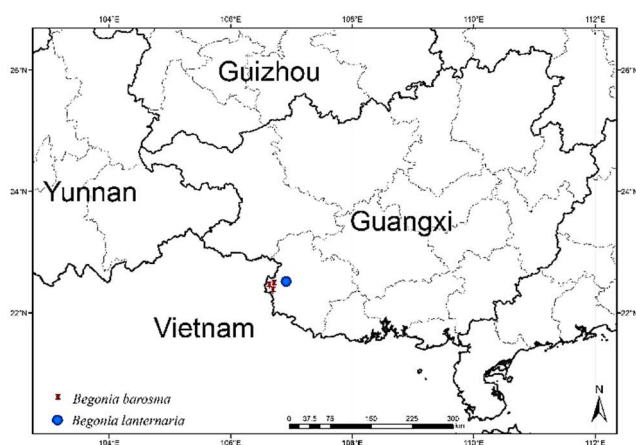 104°E 106°E 108°E 110°E 112°E
26°N 26°N
Guizhou
24°N 24°N
Yunnan
Guangxi
22°N 22°N
Vietnam
Begonia barosma
Begonia lanternaria
0 37.5 75 150 225 300
km
N
104°E 106°E 108°E 110°E 112°E